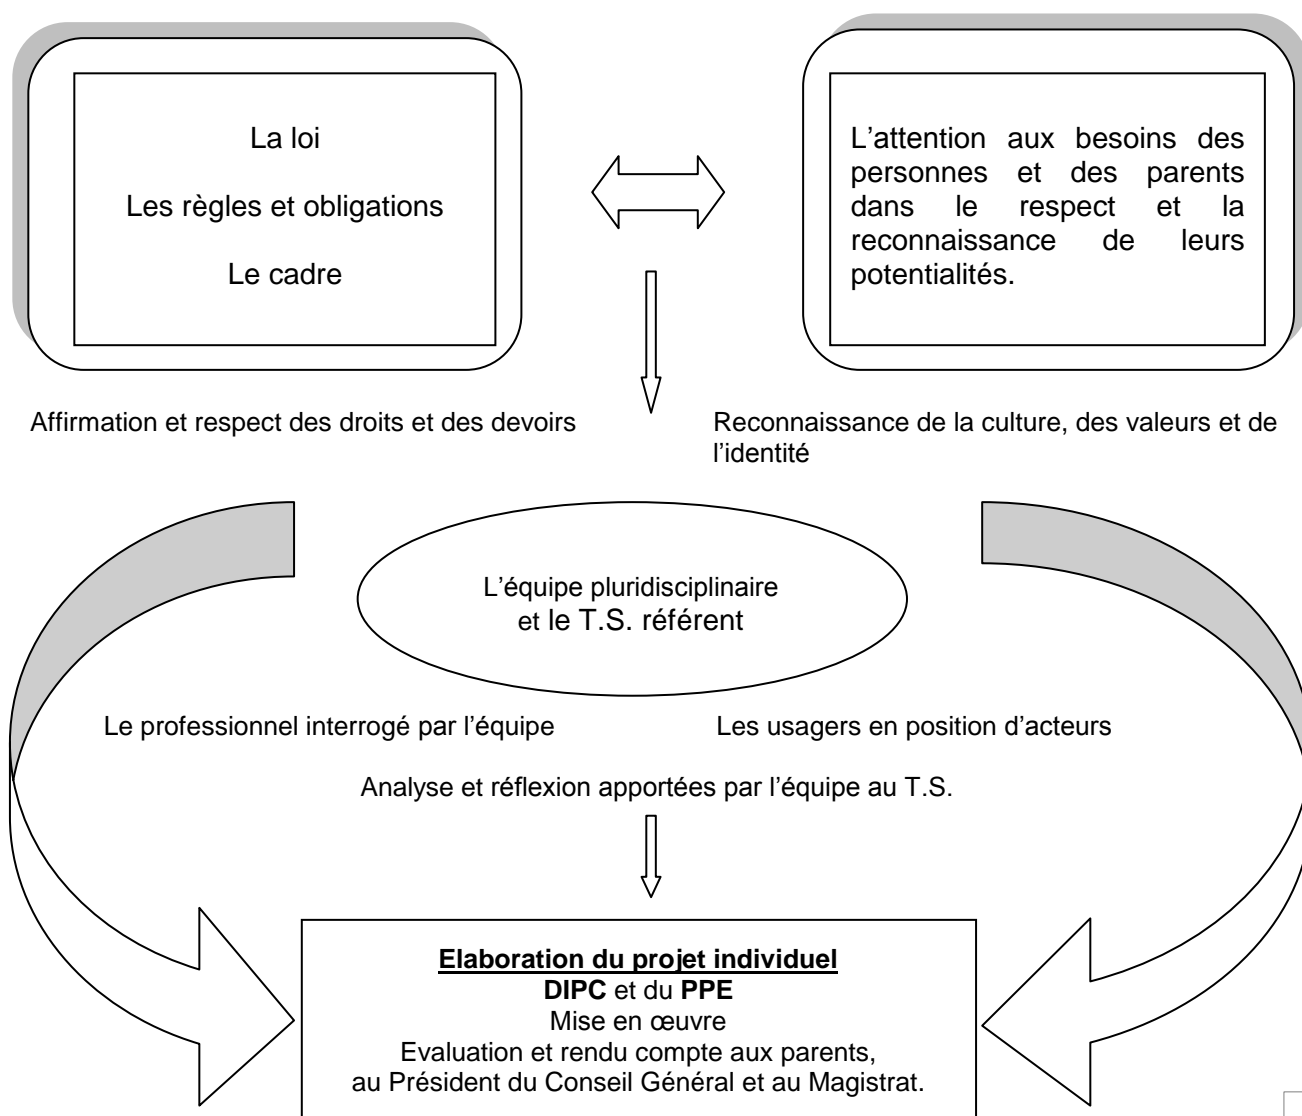 La loi
Les règles et obligations
Le cadre
L’attention aux besoins des
personnes et des parents
dans le respect et la
reconnaissance de leurs
potentialités.
Affirmation et respect des droits et des devoirs
Reconnaissance de la culture, des valeurs et de
l’identité
L’équipe pluridisciplinaire
et le T.S. référent
Le professionnel interrogé par l’équipe
Les usagers en position d’acteurs
Analyse et réflexion apportées par l’équipe au T.S.
Elaboration du projet individuel
DIPC et du PPE
Mise en œuvre
Evaluation et rendu compte aux parents,
au Président du Conseil Général et au Magistrat.